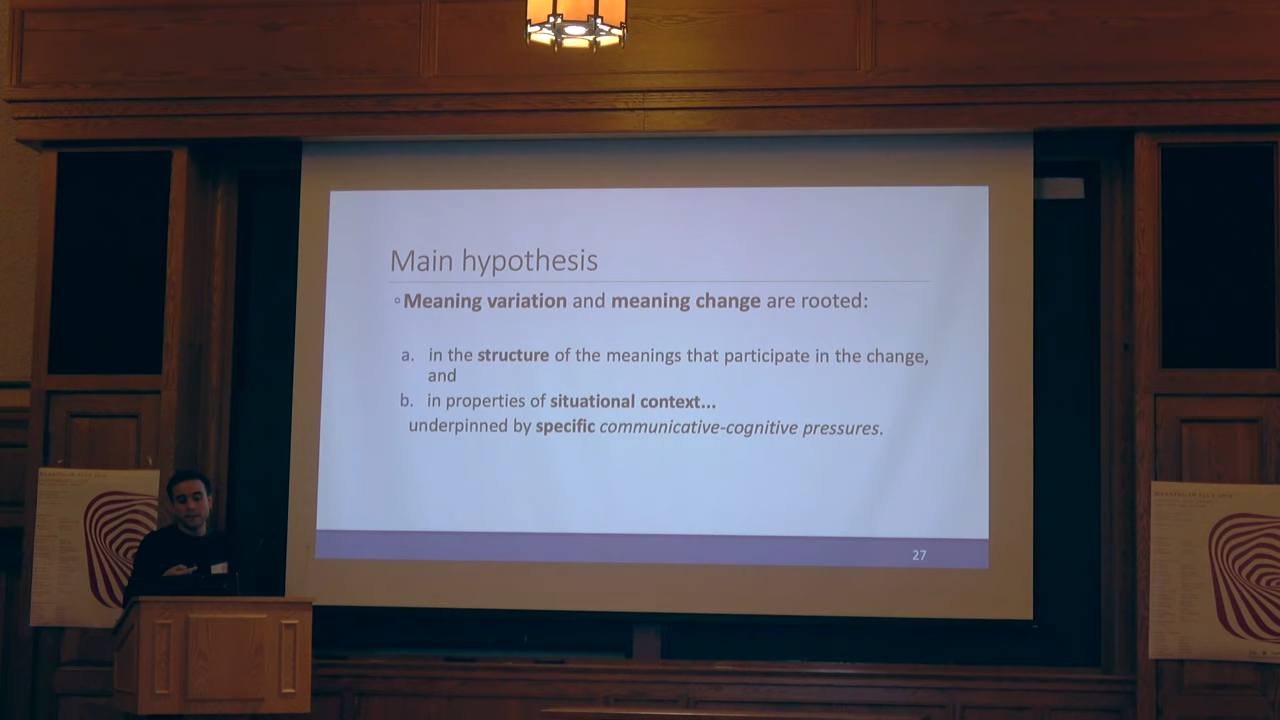 Main hypothesis
◦Meaning variation and meaning change are rooted:
a. in the structure of the meanings that participate in the change,
and
b. in properties of situational context...
underpinned by specific communicative-cognitive pressures.
27